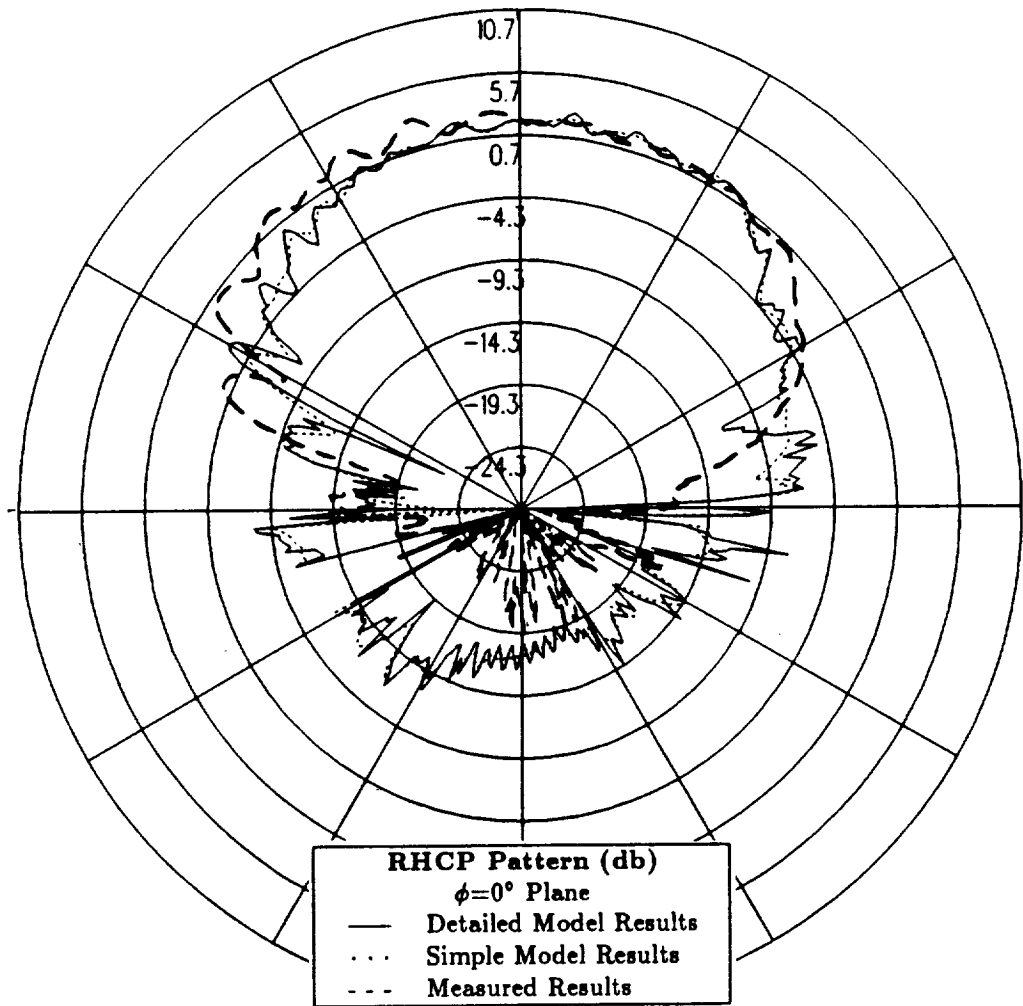 10.7
5.7
0.7
-4.3
-9.3
-14.3
-19.3
-24.3
RHCP Pattern (db)
ϕ=0° Plane
— Detailed Model Results
··· Simple Model Results
--- Measured Results